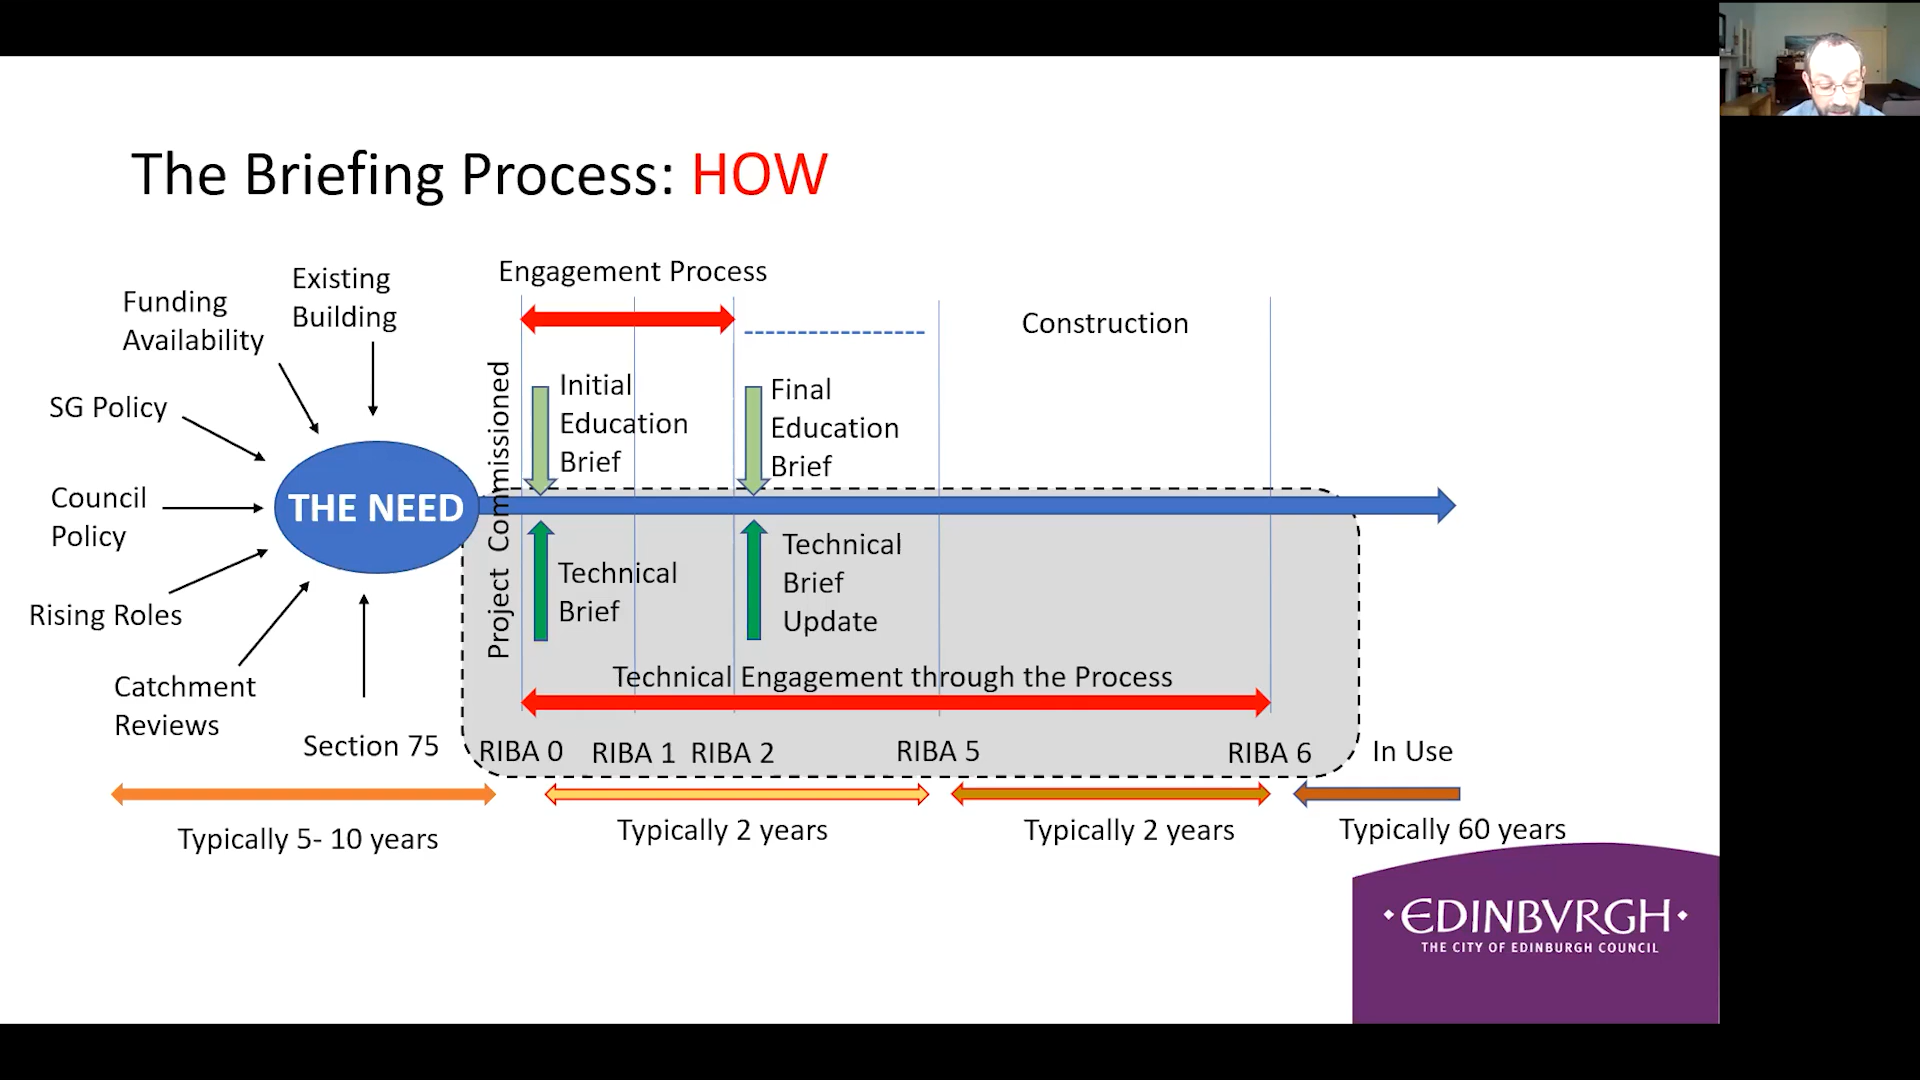 The Briefing Process: HOW
Engagement Process
Existing
Building
Funding
Availability
Construction
SG Policy
Initial
Education
Brief
Final
Education
Brief
Project Commissioned
THE NEED
Council
Policy
Technical
Brief
Technical
Brief
Update
Rising Roles
Catchment
Reviews
Technical Engagement through the Process
Section 75
RIBA 0
RIBA 1
RIBA 2
RIBA 5
RIBA 6
In Use
Typically 5- 10 years
Typically 2 years
Typically 2 years
Typically 60 years
·EDINBVRGH·
THE CITY OF EDINBURGH COUNCIL